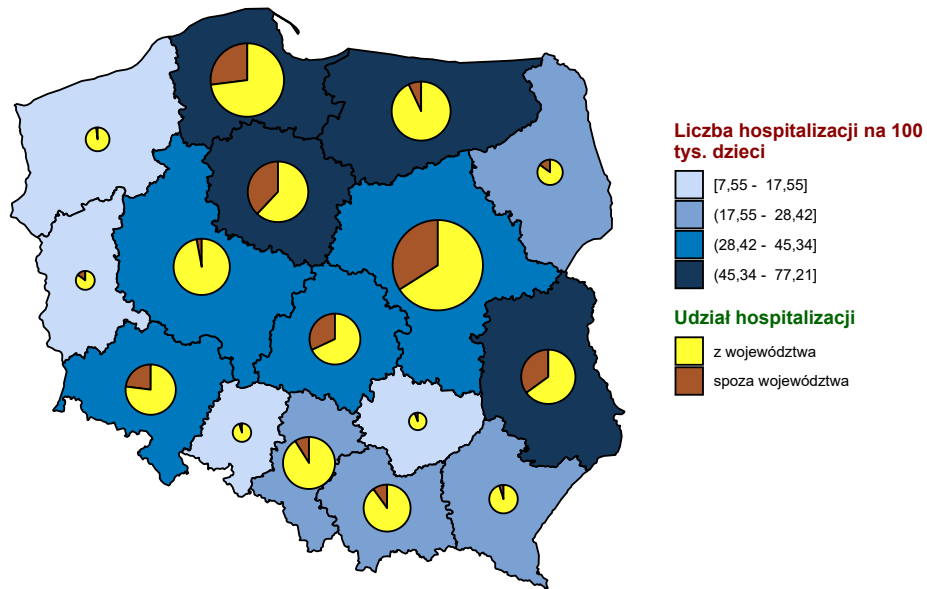 Liczba hospitalizacji na 100
tys. dzieci
[7,55 - 17,55]
(17,55 - 28,42]
(28,42 - 45,34]
(45,34 - 77,21]
Udział hospitalizacji
z województwa
spoza województwa